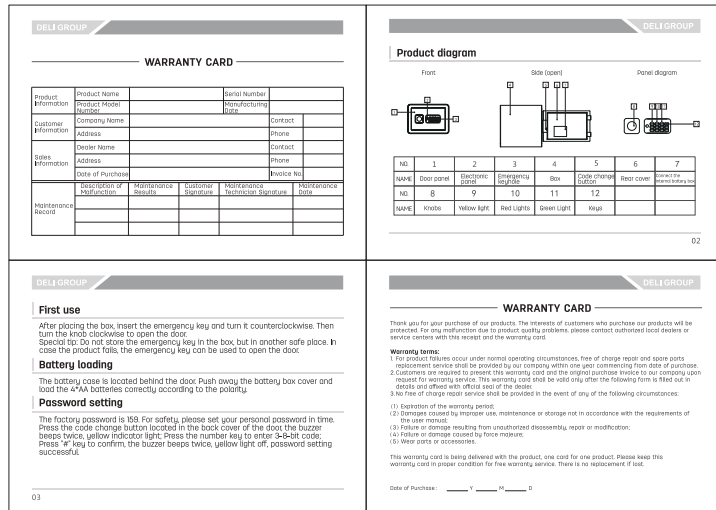 DELI GROUP
WARRANTY CARD
Product Information
Product Name
Serial Number
Product Model Number
Manufacturing Date
Customer Information
Company Name
Contact
Address
Phone
Sales Information
Dealer Name
Contact
Address
Phone
Date of Purchase
Invoice No.
Maintenance Record
Description of Malfunction
Maintenance Results
Customer Signature
Maintenance Technician Signature
Maintenance Date
DELI GROUP
Product diagram
Front
Side (open)
Panel diagram
NO. 1 2 3 4 5 6 7
NAME Door panel Electronic panel Emergency keyhole Box Code change button Rear cover Connect the internal battery box
NO. 8 9 10 11 12
NAME Knobs Yellow light Red Lights Green Light Keys
02
DELI GROUP
First use
After placing the box, insert the emergency key and turn it counterclockwise. Then
turn the knob clockwise to open the door.
Special tip: Do not store the emergency key in the box, but in another safe place. In
case the product fails, the emergency key can be used to open the door.
Battery loading
The battery case is located behind the door. Push away the battery box cover and
load the 4*AA batteries correctly according to the polarity.
Password setting
The factory password is 159. For safety, please set your personal password in time.
Press the code change button located in the back cover of the door, the buzzer
beeps twice, yellow indicator light; Press the number key to enter 3-8-bit code;
Press "#" key to confirm, the buzzer beeps twice, yellow light off, password setting
successful.
03
DELI GROUP
WARRANTY CARD
Thank you for your purchase of our products. The interests of customers who purchase our products will be
protected. For any malfunction due to product quality problems, please contact authorized local dealers or
service centers with this receipt and the warranty card.
Warranty terms:
1. For product failures occur under normal operating circumstances, free of charge repair and spare parts
replacement service shall be provided by our company within one year commencing from date of purchase.
2. Customers are required to present this warranty card and the original purchase invoice to our company upon
request for warranty service. This warranty card shall be valid only after the following form is filled out in
details and affixed with official seal of the dealer.
3. No free of charge repair service shall be provided in the event of any of the following circumstances:
(1) Expiration of the warranty period;
(2) Damages caused by improper use, maintenance or storage not in accordance with the requirements of
the user manual;
(3) Failure or damage resulting from unauthorized disassembly, repair or modification;
(4) Failure or damage caused by force majeure;
(5) Wear parts or accessories.
This warranty card is being delivered with the product, one card for one product. Please keep this
warranty card in proper condition for free warranty service. There is no replacement if lost.
Date of Purchase: Y M D